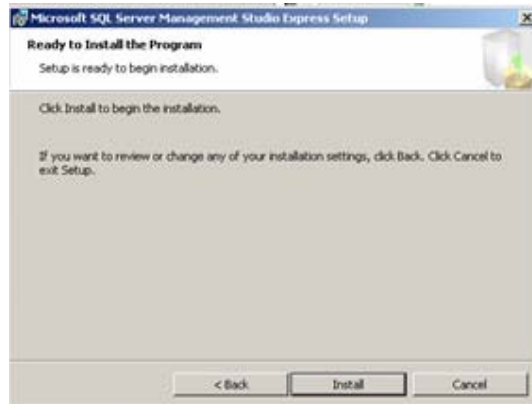 Microsoft SQL Server Management Studio Express Setup
Ready to Install the Program
Setup is ready to begin installation.
Click Install to begin the installation.
If you want to review or change any of your installation settings, click Back. Click Cancel to
exit Setup.
< Back
Install
Cancel